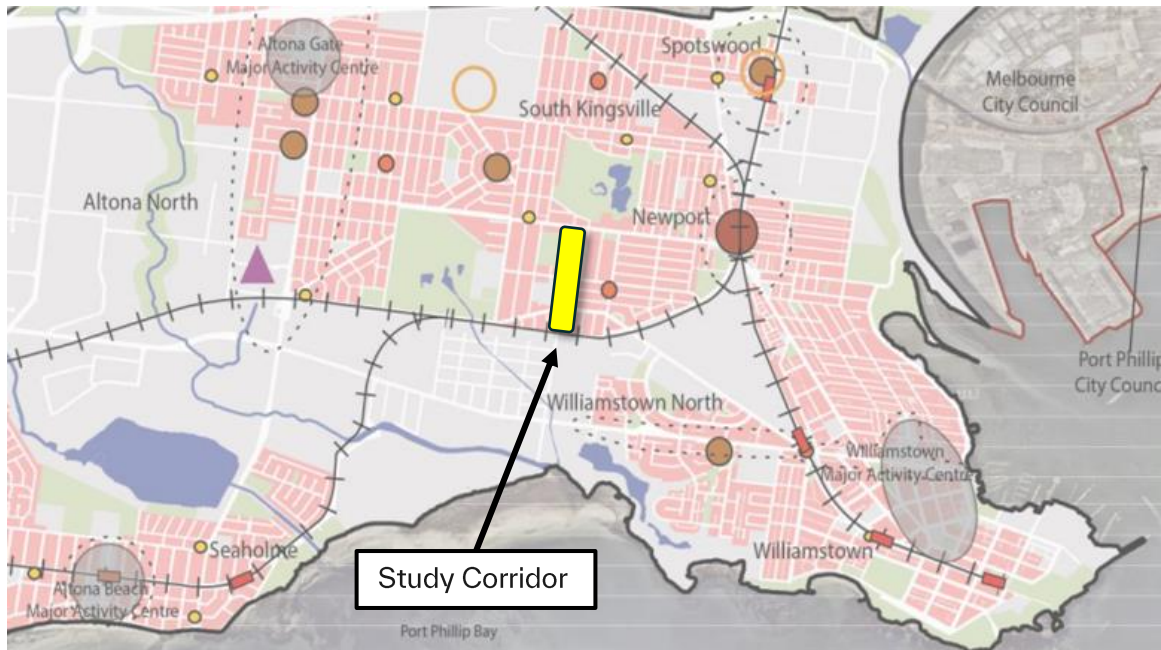 Altona Gate
Major Activity Centre
Spotswood
South Kingsville
Melbourne
City Council
Altona North
Newport
Port Phillip
City Counc
Williamstown North
Williamstown
Major Activity Centre
Seaholme
Williamstown
Study Corridor
Altona Beach
Major Activity Centre
Port Phillip Bay